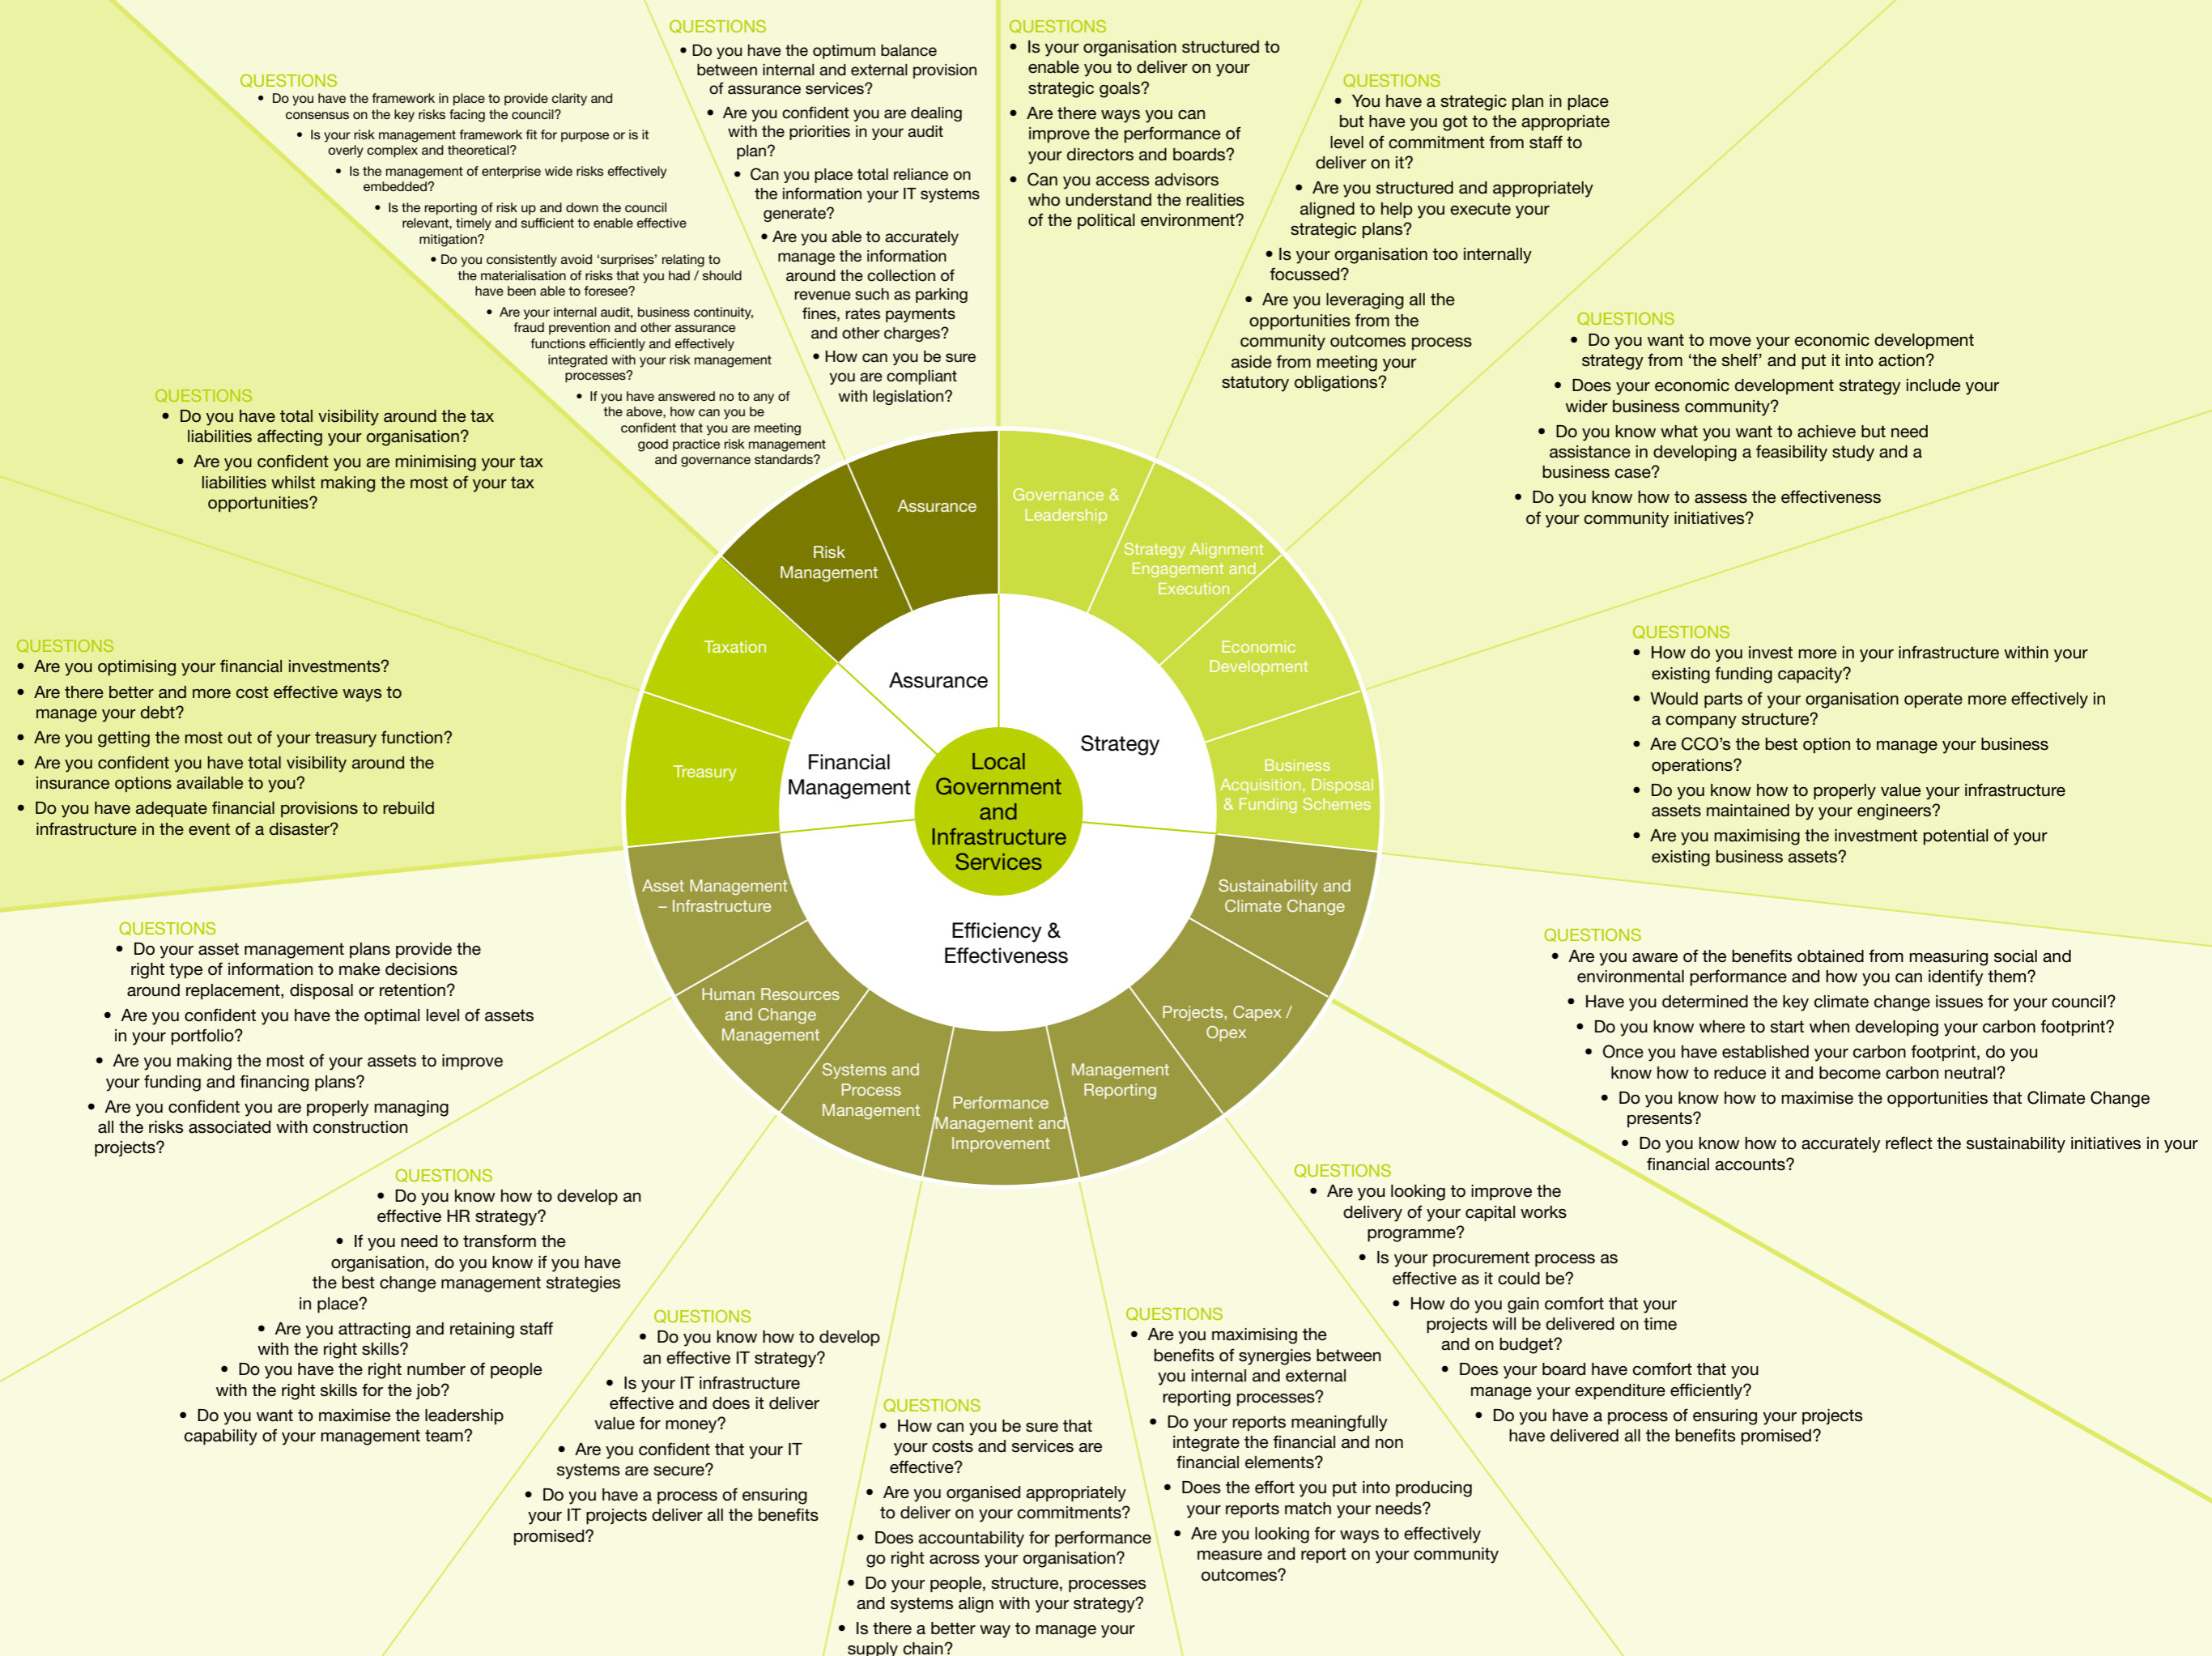 QUESTIONS
• Do you have the optimum balance
between internal and external provision
of assurance services?
• Are you confident you are dealing
with the priorities in your audit
plan?
• Can you place total reliance on
the information your IT systems
generate?
• Are you able to accurately
manage the information
around the collection of
revenue such as parking
fines, rates payments
and other charges?
• How can you be sure
you are compliant
with legislation?
QUESTIONS
• Is your organisation structured to
enable you to deliver on your
strategic goals?
• Are there ways you can
improve the performance of
your directors and boards?
• Can you access advisors
who understand the realities
of the political environment?
QUESTIONS
• You have a strategic plan in place
but have you got to the appropriate
level of commitment from staff to
deliver on it?
• Are you structured and appropriately
aligned to help you execute your
strategic plans?
• Is your organisation too internally
focussed?
• Are you leveraging all the
opportunities from the
community outcomes process
aside from meeting your
statutory obligations?
QUESTIONS
• Do you want to move your economic development
strategy from ‘the shelf’ and put it into action?
• Does your economic development strategy include your
wider business community?
• Do you know what you want to achieve but need
assistance in developing a feasibility study and a
business case?
• Do you know how to assess the effectiveness
of your community initiatives?
QUESTIONS
• How do you invest more in your infrastructure within your
existing funding capacity?
• Would parts of your organisation operate more effectively in
a company structure?
• Are CCO’s the best option to manage your business
operations?
• Do you know how to properly value your infrastructure
assets maintained by your engineers?
• Are you maximising the investment potential of your
existing business assets?
QUESTIONS
• Are you aware of the benefits obtained from measuring social and
environmental performance and how you can identify them?
• Have you determined the key climate change issues for your council?
• Do you know where to start when developing your carbon footprint?
• Once you have established your carbon footprint, do you
know how to reduce it and become carbon neutral?
• Do you know how to maximise the opportunities that Climate Change
presents?
• Do you know how to accurately reflect the sustainability initiatives in your
financial accounts?
QUESTIONS
• Are you looking to improve the
delivery of your capital works
programme?
• Is your procurement process as
effective as it could be?
• How do you gain comfort that your
projects will be delivered on time
and on budget?
• Does your board have comfort that you
manage your expenditure efficiently?
• Do you have a process of ensuring your projects
have delivered all the benefits promised?
QUESTIONS
• Are you maximising the
benefits of synergies between
you internal and external
reporting processes?
• Do your reports meaningfully
integrate the financial and non
financial elements?
• Does the effort you put into producing
your reports match your needs?
• Are you looking for ways to effectively
measure and report on your community
outcomes?
QUESTIONS
• How can you be sure that
your costs and services are
effective?
• Are you organised appropriately
to deliver on your commitments?
• Does accountability for performance
go right across your organisation?
• Do your people, structure, processes
and systems align with your strategy?
• Is there a better way to manage your
supply chain?
QUESTIONS
• Do you know how to develop
an effective IT strategy?
• Is your IT infrastructure
effective and does it deliver
value for money?
• Are you confident that your IT
systems are secure?
• Do you have a process of ensuring
your IT projects deliver all the benefits
promised?
QUESTIONS
• Do you know how to develop an
effective HR strategy?
• If you need to transform the
organisation, do you know if you have
the best change management strategies
in place?
• Are you attracting and retaining staff
with the right skills?
• Do you have the right number of people
with the right skills for the job?
• Do you want to maximise the leadership
capability of your management team?
QUESTIONS
• Do your asset management plans provide the
right type of information to make decisions
around replacement, disposal or retention?
• Are you confident you have the optimal level of assets
in your portfolio?
• Are you making the most of your assets to improve
your funding and financing plans?
• Are you confident you are properly managing
all the risks associated with construction
projects?
QUESTIONS
• Are you optimising your financial investments?
• Are there better and more cost effective ways to
manage your debt?
• Are you getting the most out of your treasury function?
• Are you confident you have total visibility around the
insurance options available to you?
• Do you have adequate financial provisions to rebuild
infrastructure in the event of a disaster?
QUESTIONS
• Do you have total visibility around the tax
liabilities affecting your organisation?
• Are you confident you are minimising your tax
liabilities whilst making the most of your tax
opportunities?
QUESTIONS
• Do you have the framework in place to provide clarity and
consensus on the key risks facing the council?
• Is your risk management framework fit for purpose or is it
overly complex and theoretical?
• Is the management of enterprise wide risks effectively
embedded?
• Is the reporting of risk up and down the council
relevant, timely and sufficient to enable effective
mitigation?
• Do you consistently avoid ‘surprises’ relating to
the materialisation of risks that you had / should
have been able to foresee?
• Are your internal audit, business continuity,
fraud prevention and other assurance
functions efficiently and effectively
integrated with your risk management
processes?
• If you have answered no to any of
the above, how can you be
confident that you are meeting
good practice risk management
and governance standards?
Assurance
Governance &
Leadership
Strategy Alignment
Engagement and
Execution
Economic
Development
Business
Acquisition, Disposal
& Funding Schemes
Sustainability and
Climate Change
Projects, Capex /
Opex
Management
Reporting
Performance
Management and
Improvement
Systems and
Process
Management
Human Resources
and Change
Management
Asset Management
– Infrastructure
Treasury
Taxation
Risk
Management
Assurance
Strategy
Efficiency &
Effectiveness
Financial
Management
Local
Government
and
Infrastructure
Services